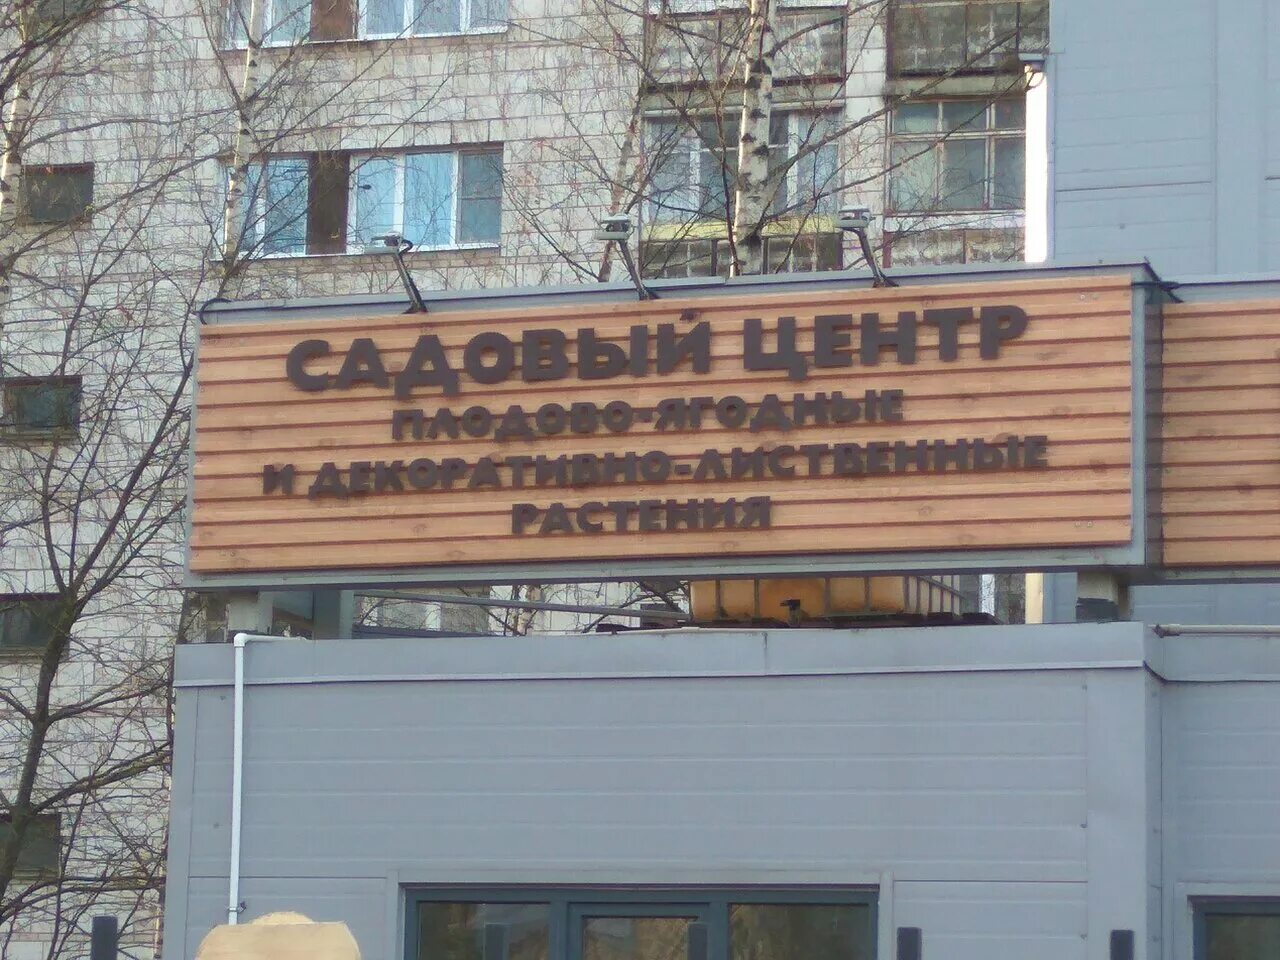 САДОВЫЙ ЦЕНТР
ПЛОДОВО-ЯГОДНЫЕ
И ДЕКОРАТИВНО-ЛИСТВЕННЫЕ
РАСТЕНИЯ